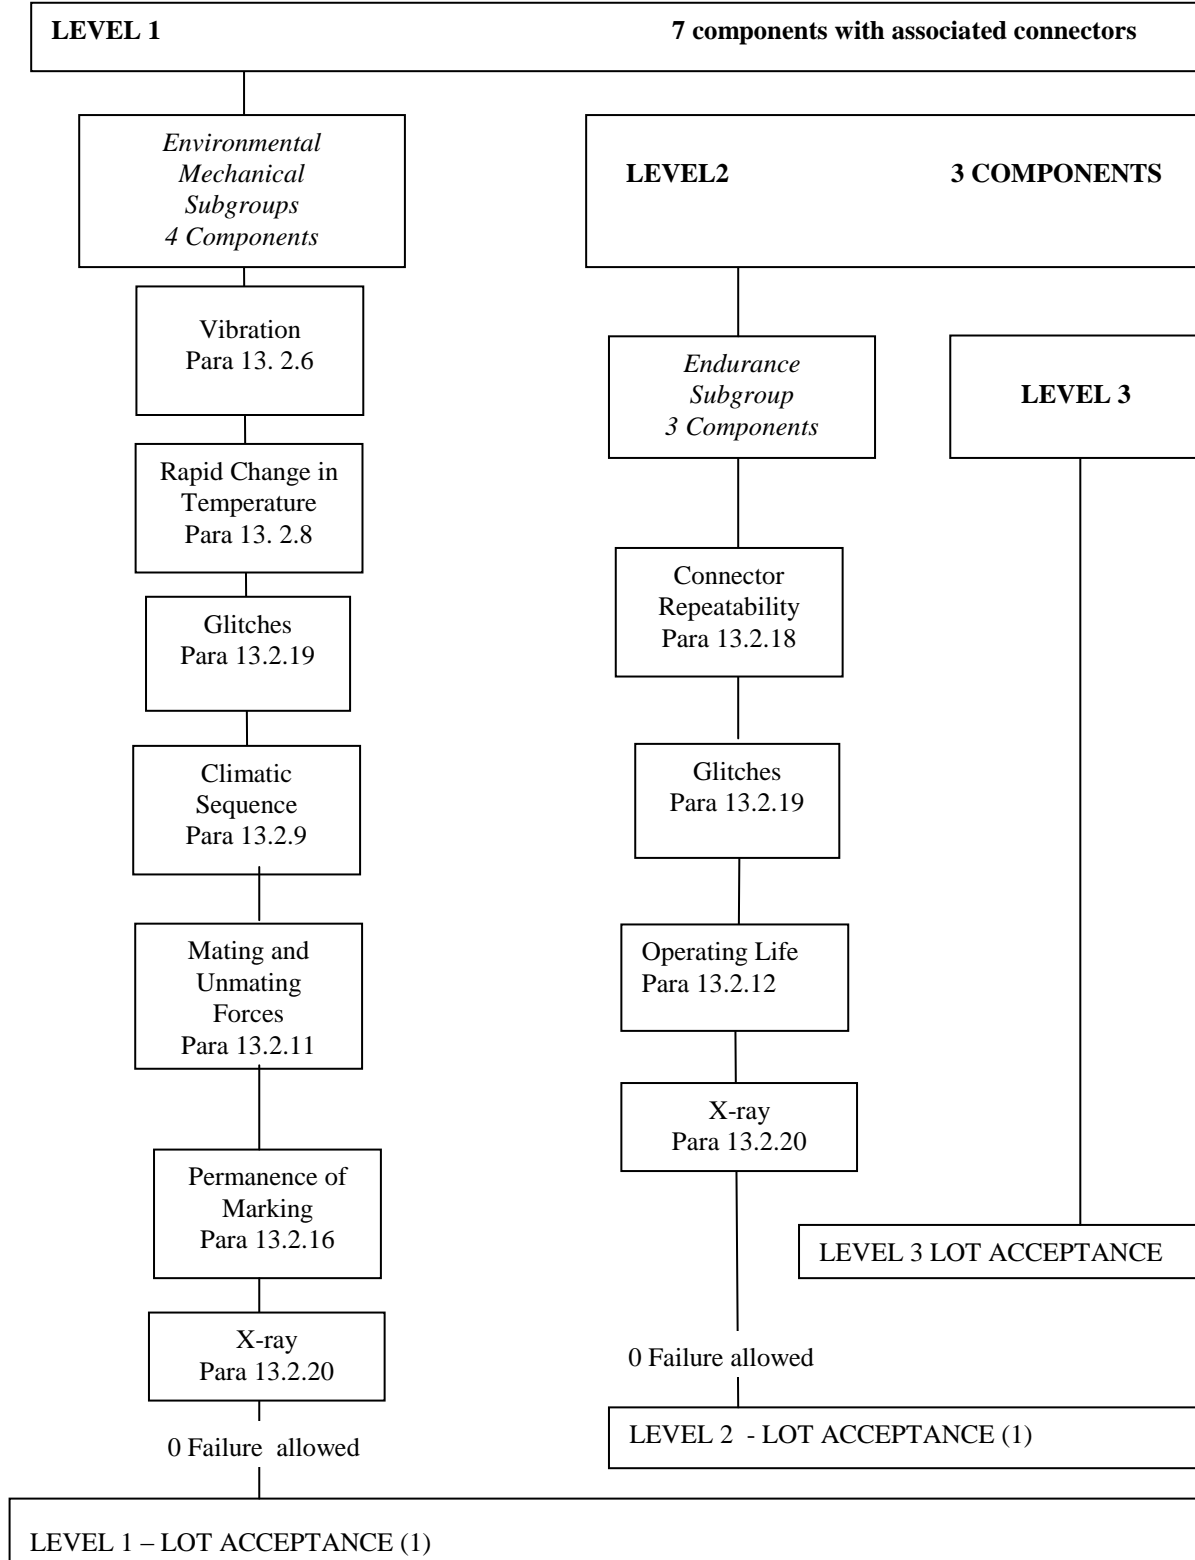 LEVEL 1 7 components with associated connectors
Environmental
Mechanical
Subgroups
4 Components
Vibration
Para 13. 2.6
Rapid Change in
Temperature
Para 13. 2.8
Glitches
Para 13.2.19
Climatic
Sequence
Para 13.2.9
Mating and
Unmating
Forces
Para 13.2.11
Permanence of
Marking
Para 13.2.16
X-ray
Para 13.2.20
0 Failure allowed
LEVEL2 3 COMPONENTS
Endurance
Subgroup
3 Components
Connector
Repeatability
Para 13.2.18
Glitches
Para 13.2.19
Operating Life
Para 13.2.12
X-ray
Para 13.2.20
0 Failure allowed
LEVEL 2 - LOT ACCEPTANCE (1)
LEVEL 3
LEVEL 3 LOT ACCEPTANCE
LEVEL 1 – LOT ACCEPTANCE (1)